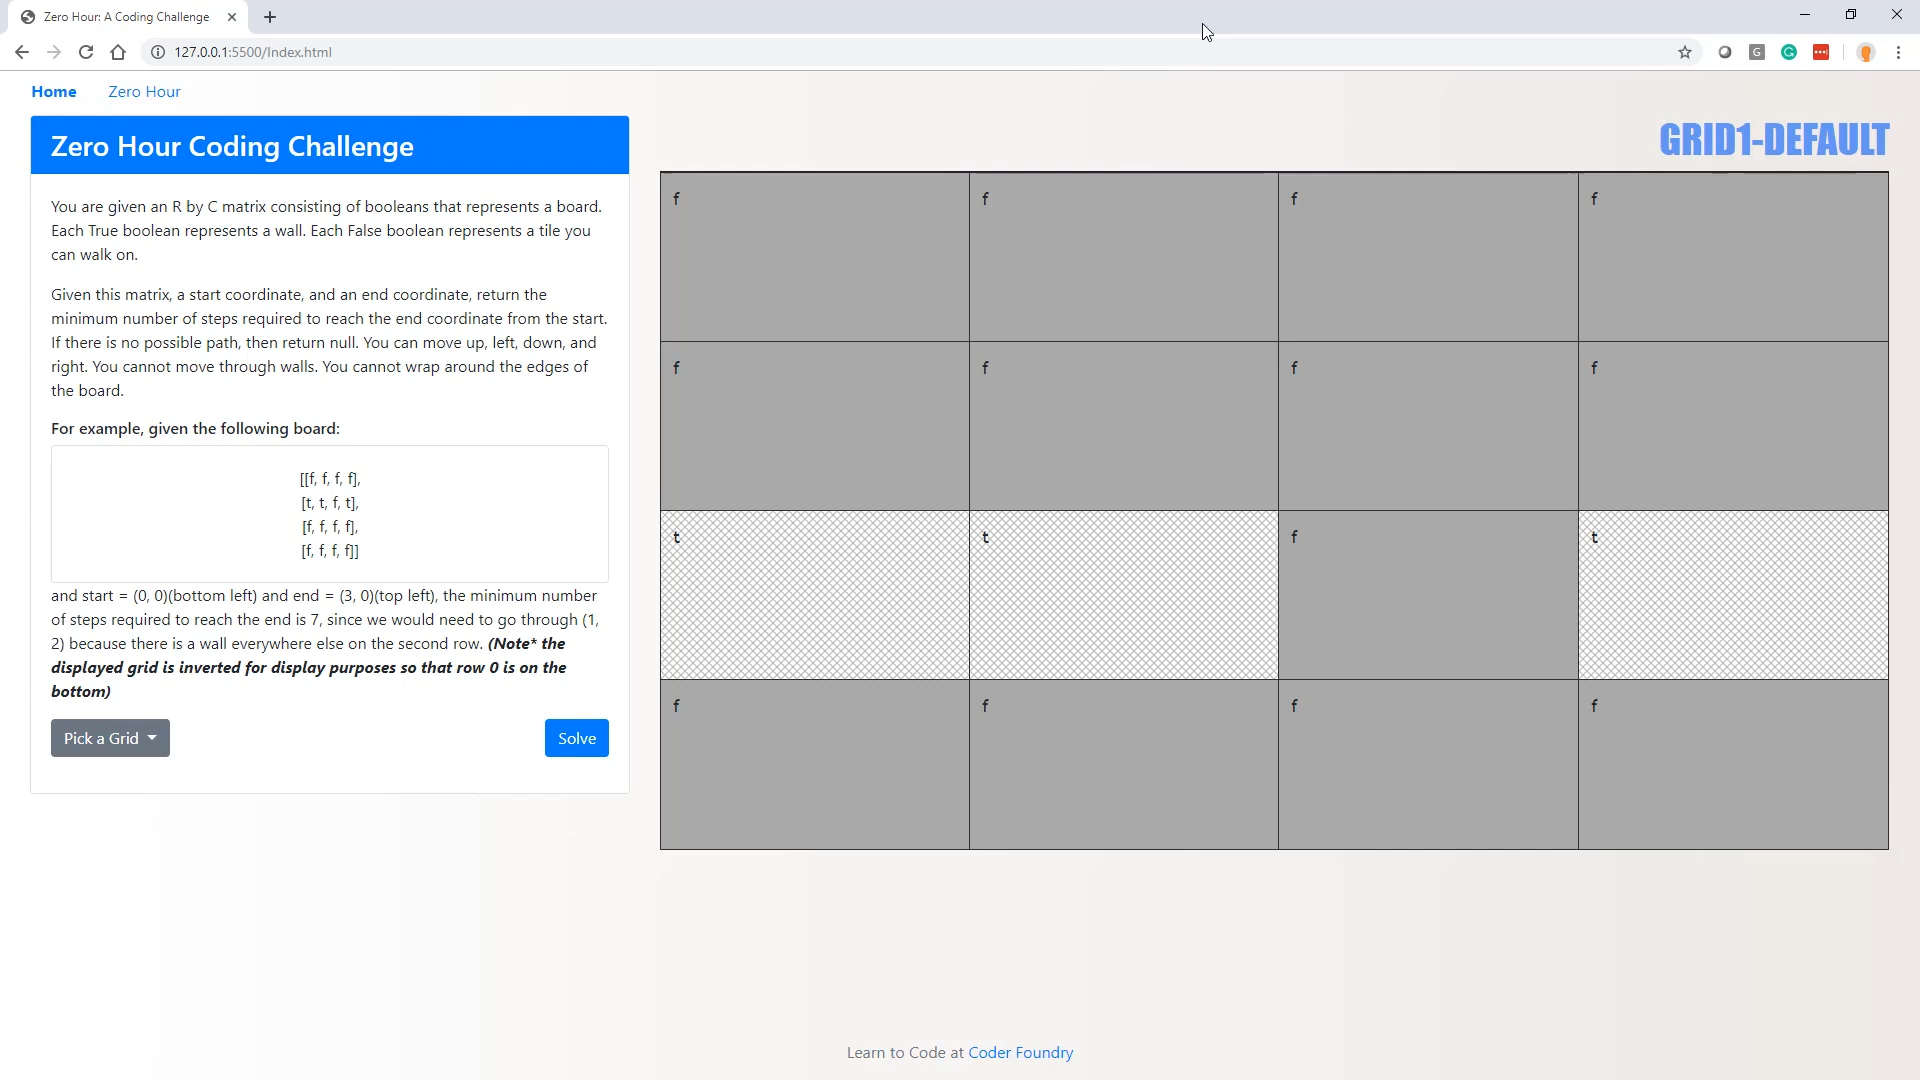 Zero Hour: A Coding Challenge
127.0.0.1:5500/Index.html
G
Home Zero Hour
Zero Hour Coding Challenge
You are given an R by C matrix consisting of booleans that represents a board.
Each True boolean represents a wall. Each False boolean represents a tile you
can walk on.
Given this matrix, a start coordinate, and an end coordinate, return the
minimum number of steps required to reach the end coordinate from the start.
If there is no possible path, then return null. You can move up, left, down, and
right. You cannot move through walls. You cannot wrap around the edges of
the board.
For example, given the following board:
[[f, f, f, f],
[t, t, f, t],
[f, f, f, f],
[f, f, f, f]]
and start = (0, 0)(bottom left) and end = (3, 0)(top left), the minimum number
of steps required to reach the end is 7, since we would need to go through (1,
2) because there is a wall everywhere else on the second row. (Note* the
displayed grid is inverted for display purposes so that row 0 is on the
bottom)
Pick a Grid Solve
GRID1-DEFAULT
f f f f
f f f f
t t f t
f f f f
Learn to Code at Coder Foundry